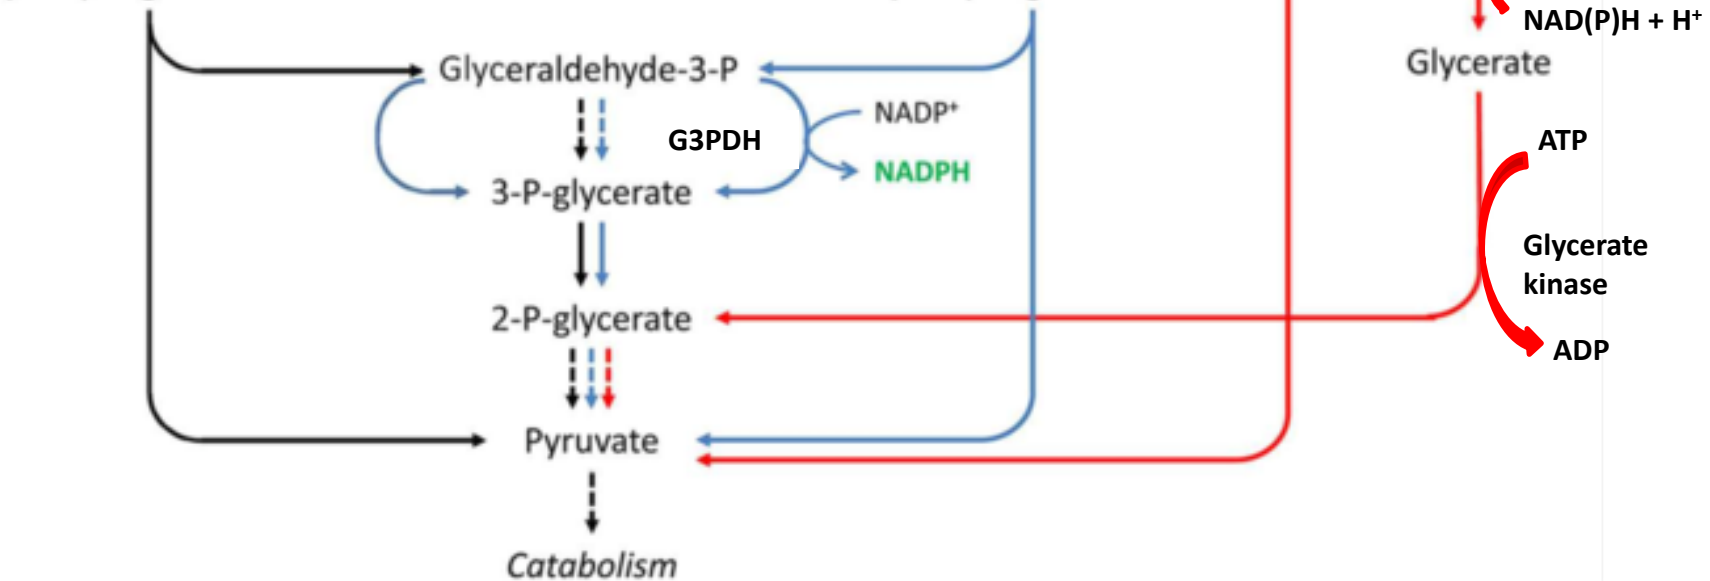 NAD(P)H + H⁺
Glyceraldehyde-3-P
Glycerate
NADP⁺
G3PDH
ATP
NADPH
3-P-glycerate
Glycerate
kinase
2-P-glycerate
ADP
Pyruvate
Catabolism